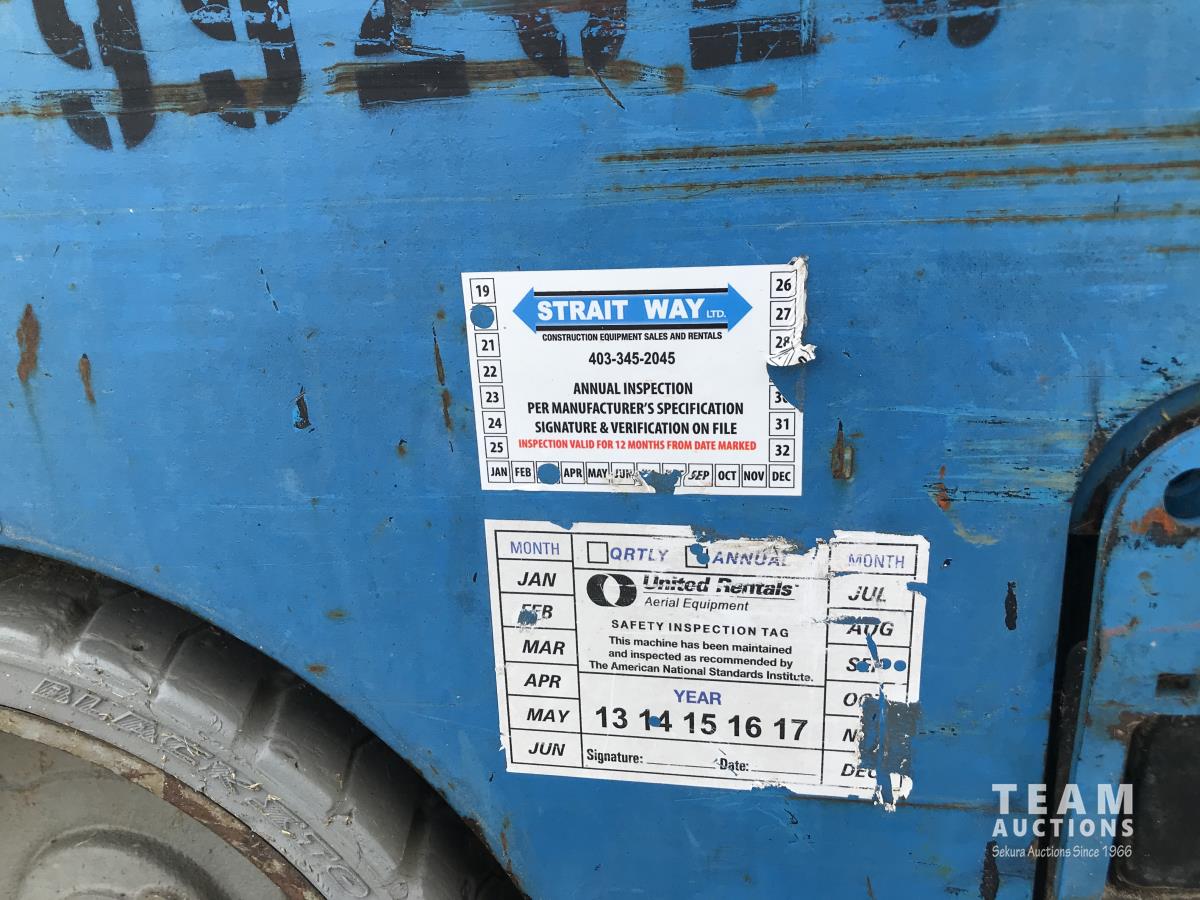 STRAIT WAY LTD.
CONSTRUCTION EQUIPMENT SALES AND RENTALS
403-345-2045
ANNUAL INSPECTION
PER MANUFACTURER'S SPECIFICATION
SIGNATURE & VERIFICATION ON FILE
INSPECTION VALID FOR 12 MONTHS FROM DATE MARKED
19
21
22
23
24
25
26
27
28
31
32
JAN FEB APR MAY JUN SEP OCT NOV DEC
MONTH
JAN
FEB
MAR
APR
MAY
JUN
QRTLY ANNUAL
United Rentals
Aerial Equipment
SAFETY INSPECTION TAG
This machine has been maintained
and inspected as recommended by
The American National Standards Institute.
YEAR
13 14 15 16 17
Signature: Date:
MONTH
JUL
AUG
DEC
TEAM
AUCTIONS
Sekura Auctions Since 1966